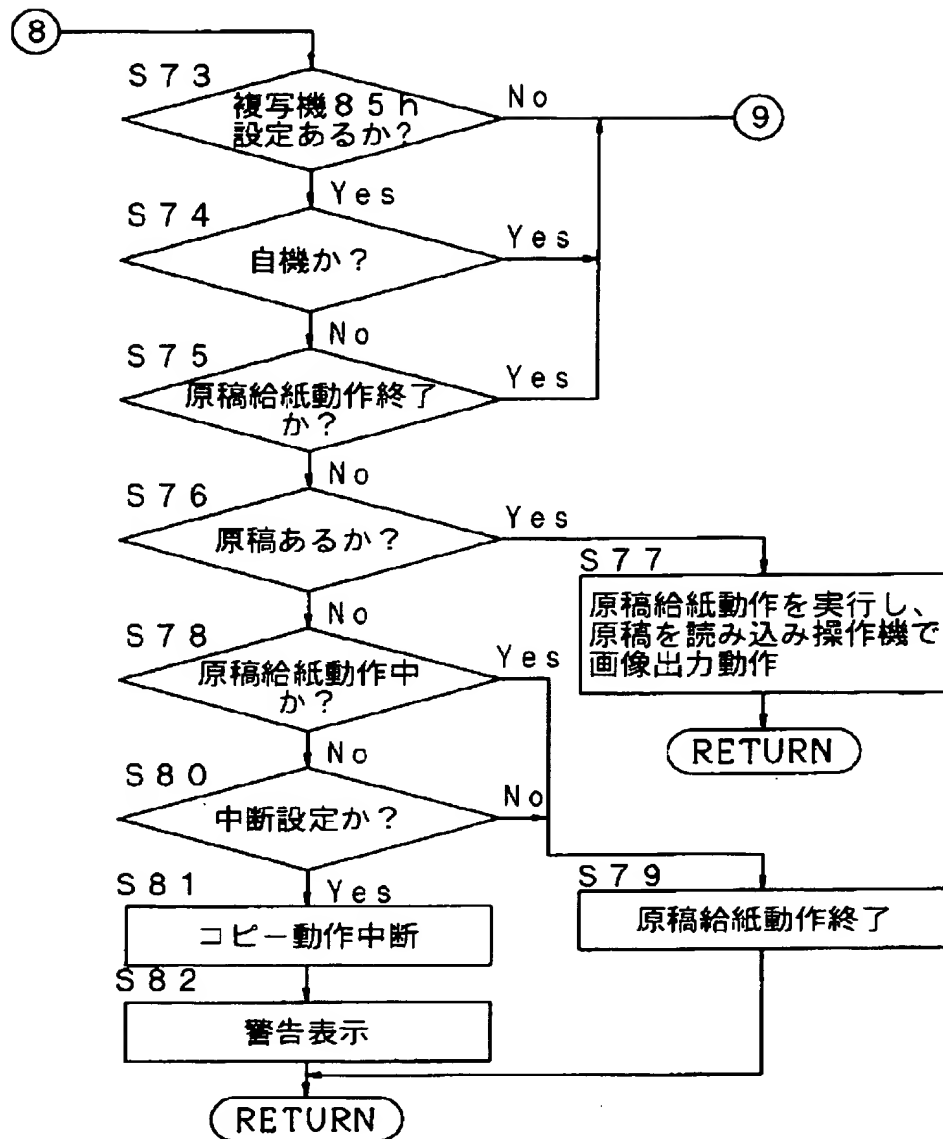 ⑧
S73
複写機85h
設定あるか？
No
⑨
Yes
S74
自機か？
Yes
No
S75
原稿給紙動作終了
か？
Yes
No
S76
原稿あるか？
Yes
S77
原稿給紙動作を実行し、
原稿を読み込み操作機で
画像出力動作
RETURN
No
S78
原稿給紙動作中
か？
Yes
No
S80
中断設定か？
No
S79
原稿給紙動作終了
Yes
S81
コピー動作中断
S82
警告表示
RETURN